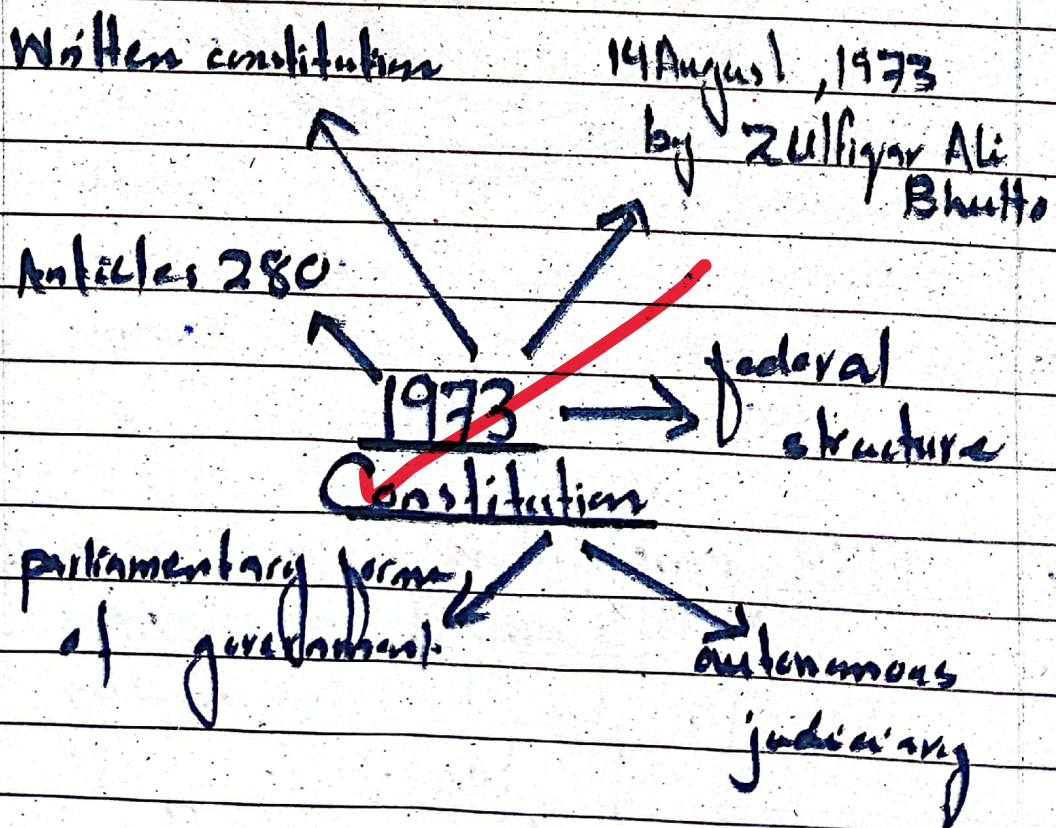 Written constitution
14 August, 1973
by Zulfiqar Ali
Bhutto
Articles 280
1973
Constitution
federal
structure
parliamentary form
of government
autonomous
judiciary